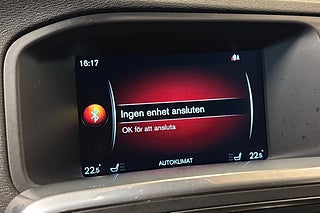 16:17
Ingen enhet ansluten
OK för att ansluta
22.5 AUTOKLIMAT 22.5